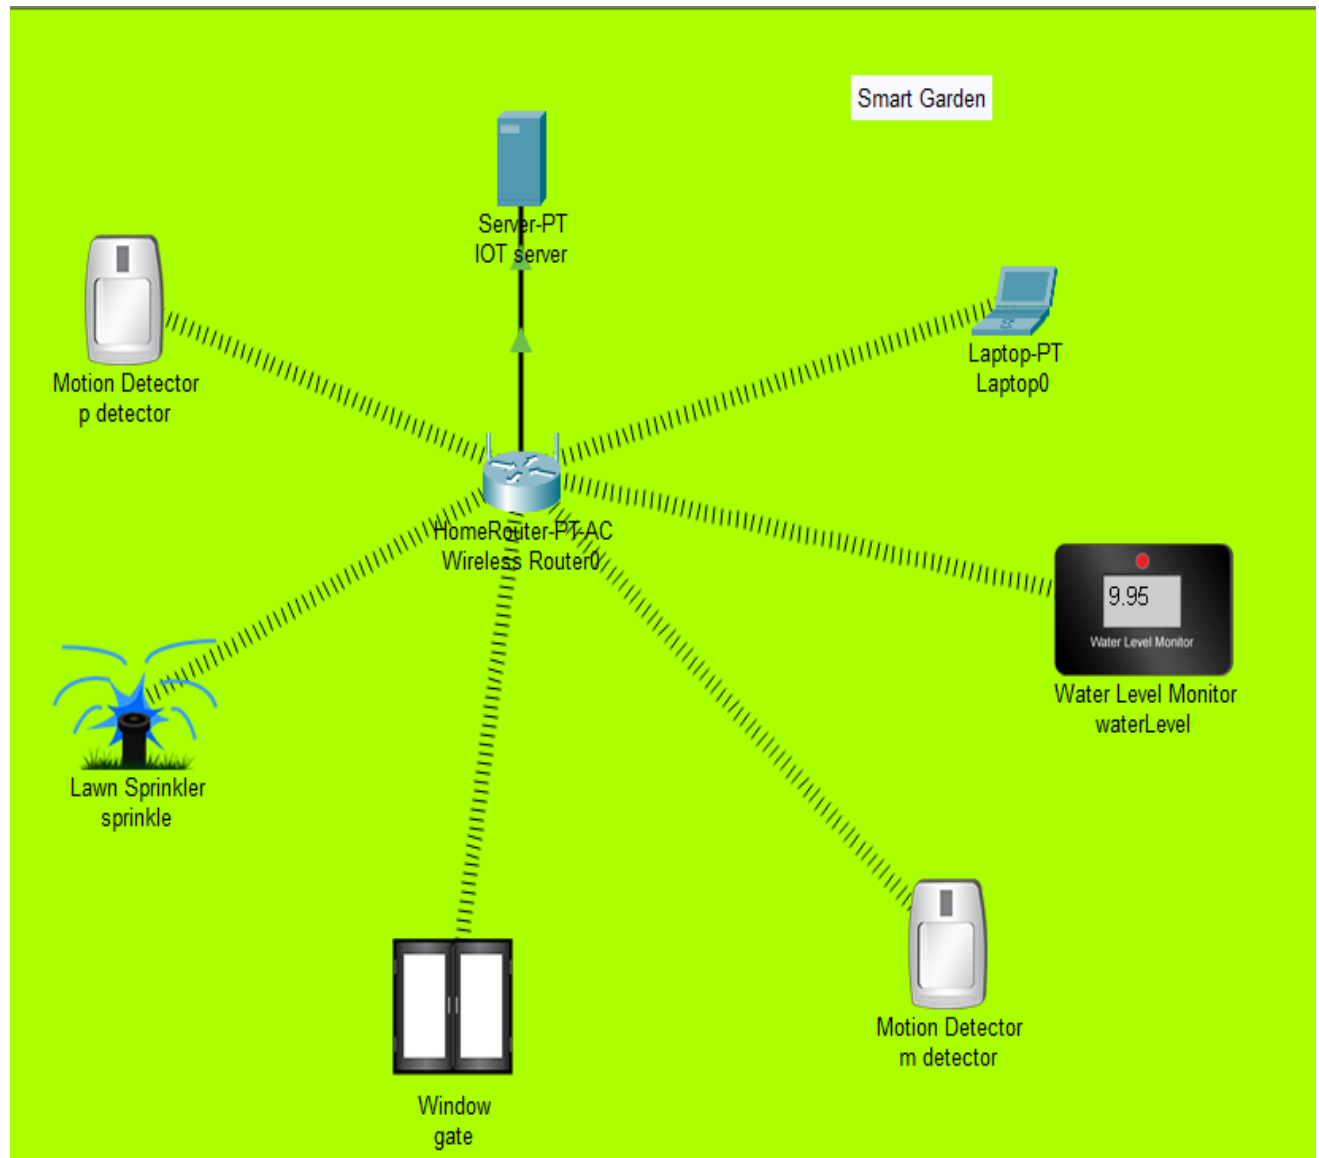 Smart Garden
Server-PT
IOT server
Laptop-PT
Laptop0
Motion Detector
p detector
HomeRouter-PT-AC
Wireless Router0
9.95
Water Level Monitor
Water Level Monitor
waterLevel
Lawn Sprinkler
sprinkle
Motion Detector
m detector
Window
gate